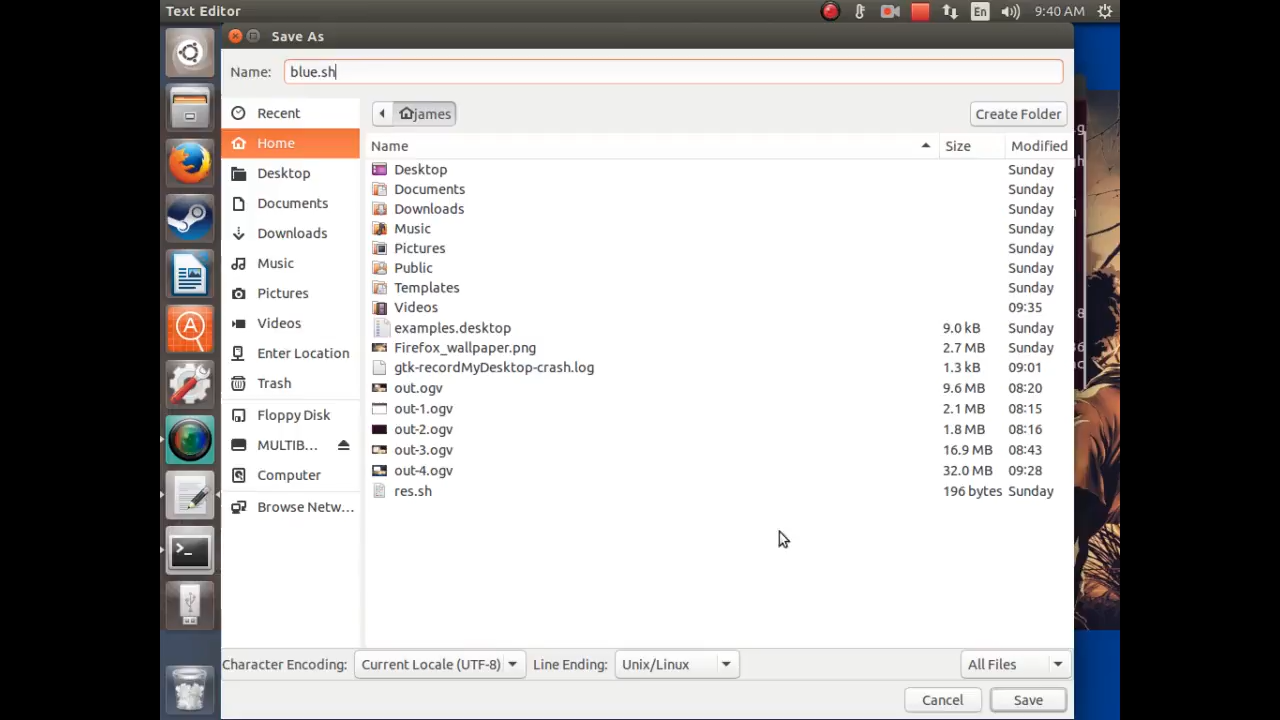 Text Editor
En
9:40 AM
Save As
Name:
blue.sh
Recent
Home
Desktop
Documents
Downloads
Music
Pictures
Videos
Enter Location
Trash
Floppy Disk
MULTIB...
Computer
Browse Netw...
james
Create Folder
Name Size Modified
Desktop Sunday
Documents Sunday
Downloads Sunday
Music Sunday
Pictures Sunday
Public Sunday
Templates Sunday
Videos 09:35
examples.desktop 9.0 kB Sunday
Firefox_wallpaper.png 2.7 MB Sunday
gtk-recordMyDesktop-crash.log 1.3 kB 09:01
out.ogv 9.6 MB 08:20
out-1.ogv 2.1 MB 08:15
out-2.ogv 1.8 MB 08:16
out-3.ogv 16.9 MB 08:43
out-4.ogv 32.0 MB 09:28
res.sh 196 bytes Sunday
Character Encoding: Current Locale (UTF-8) Line Ending: Unix/Linux All Files
Cancel Save